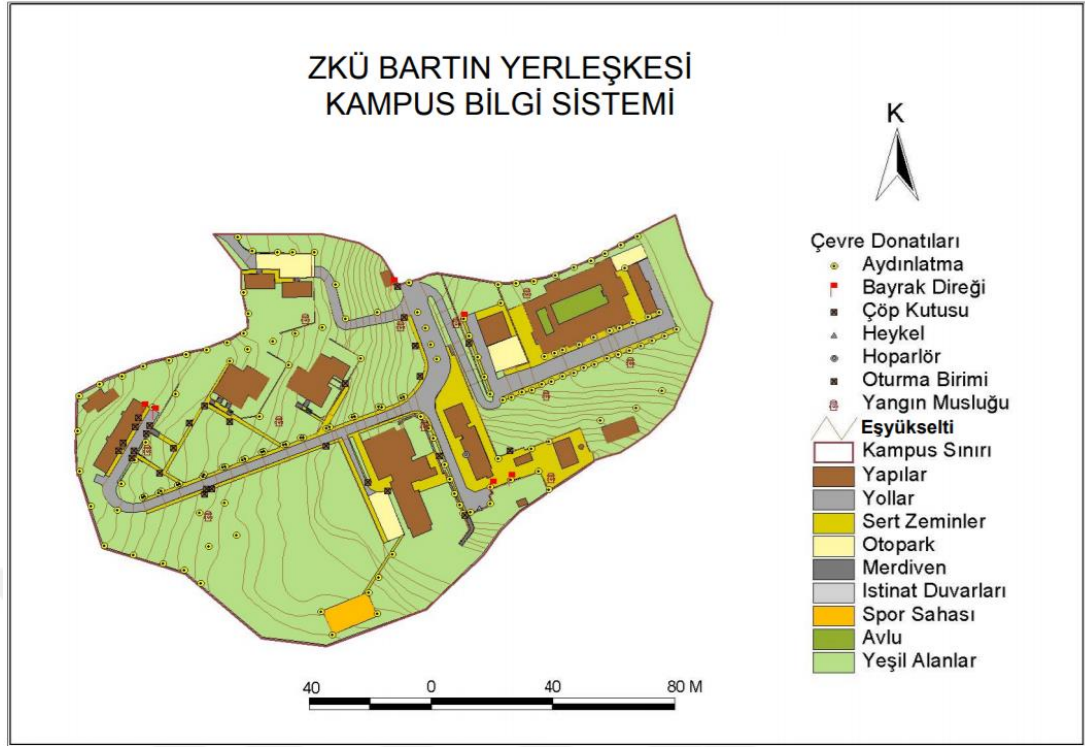 ZKÜ BARTIN YERLEŞKESİ
KAMPUS BİLGİ SİSTEMİ
K
Çevre Donatıları
Aydınlatma
Bayrak Direği
Çöp Kutusu
Heykel
Hoparlör
Oturma Birimi
Yangın Musluğu
Eşyükselti
Kampus Sınırı
Yapılar
Yollar
Sert Zeminler
Otopark
Merdiven
Istinat Duvarları
Spor Sahası
Avlu
Yeşil Alanlar
40 0 40 80 M